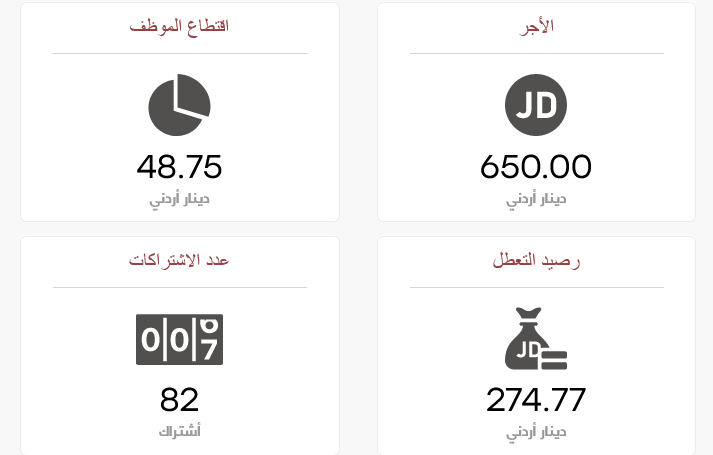 الأجر
JD
650.00
دينار أردني
اقتطاع الموظف
48.75
دينار أردني
رصيد التعطل
JD
274.77
دينار أردني
عدد الاشتراكات
0 0 6
7
82
أشتراك